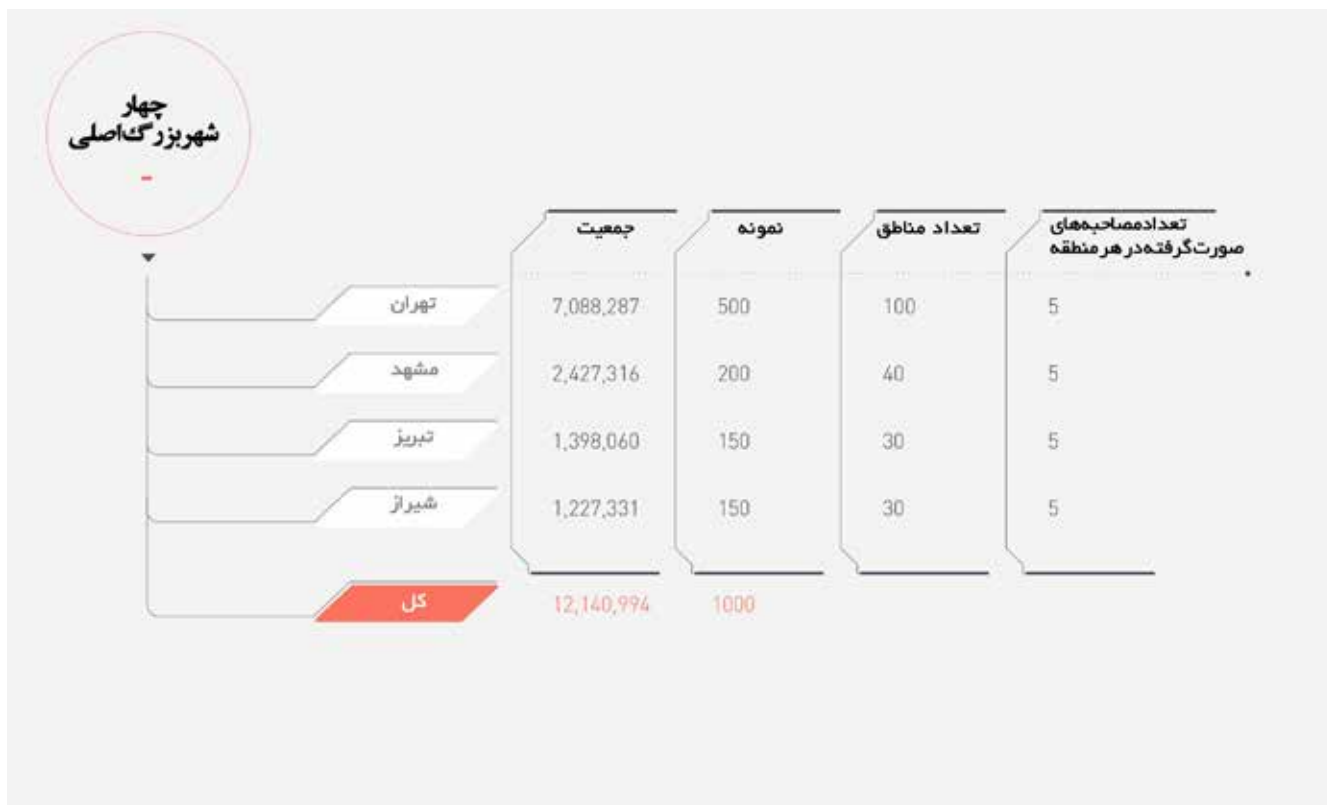 چهار
شهربزرگ‌اصلی
جمعیت نمونه تعداد مناطق تعدادمصاحبه‌های
صورت‌گرفته‌در هرمنطقه
تهران 7,088,287 500 100 5
مشهد 2,427,316 200 40 5
تبریز 1,398,060 150 30 5
شیراز 1,227,331 150 30 5
کل 12,140,994 1000